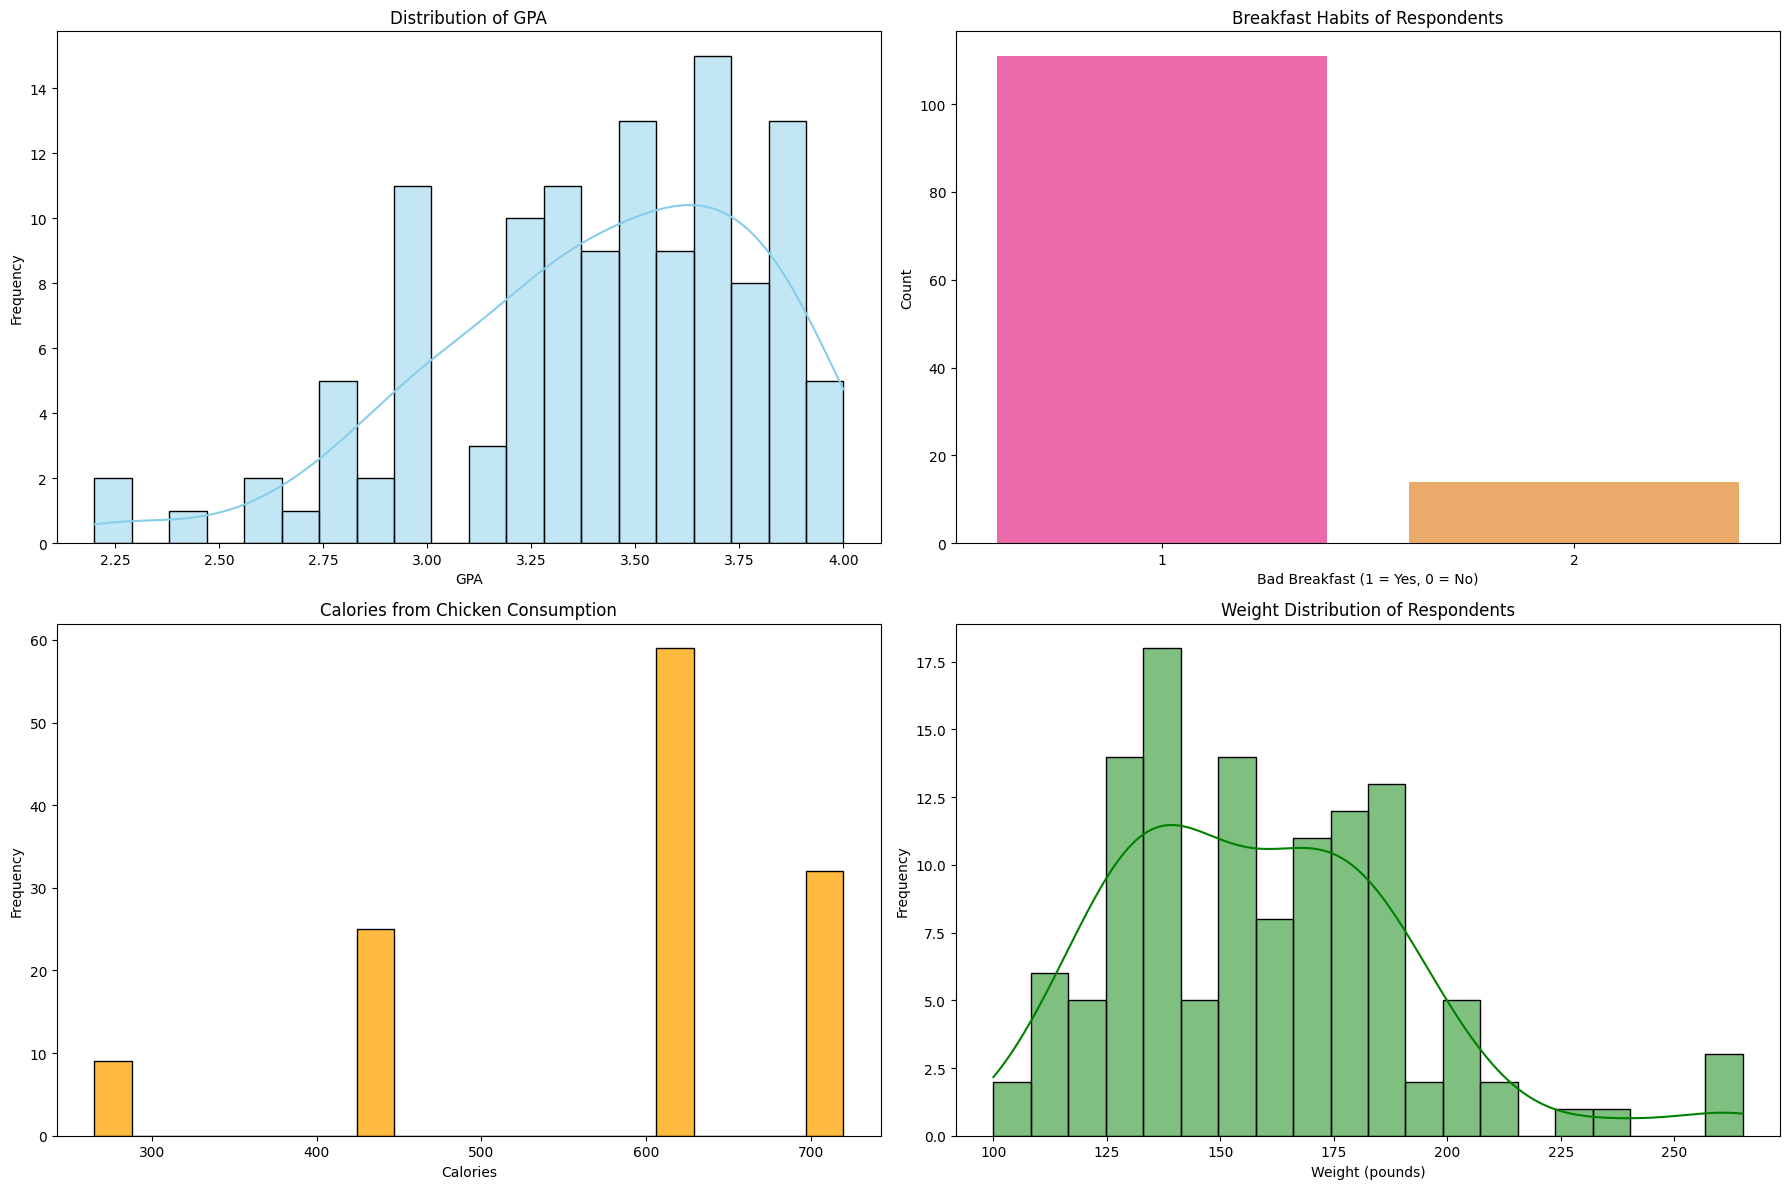 Distribution of GPA
Frequency
14
12
10
8
6
4
2
0
2.25 2.50 2.75 3.00 3.25 3.50 3.75 4.00
GPA
Breakfast Habits of Respondents
Count
100
80
60
40
20
0
1 2
Bad Breakfast (1 = Yes, 0 = No)
Calories from Chicken Consumption
Frequency
60
50
40
30
20
10
0
300 400 500 600 700
Calories
Weight Distribution of Respondents
Frequency
17.5
15.0
12.5
10.0
7.5
5.0
2.5
0.0
100 125 150 175 200 225 250
Weight (pounds)